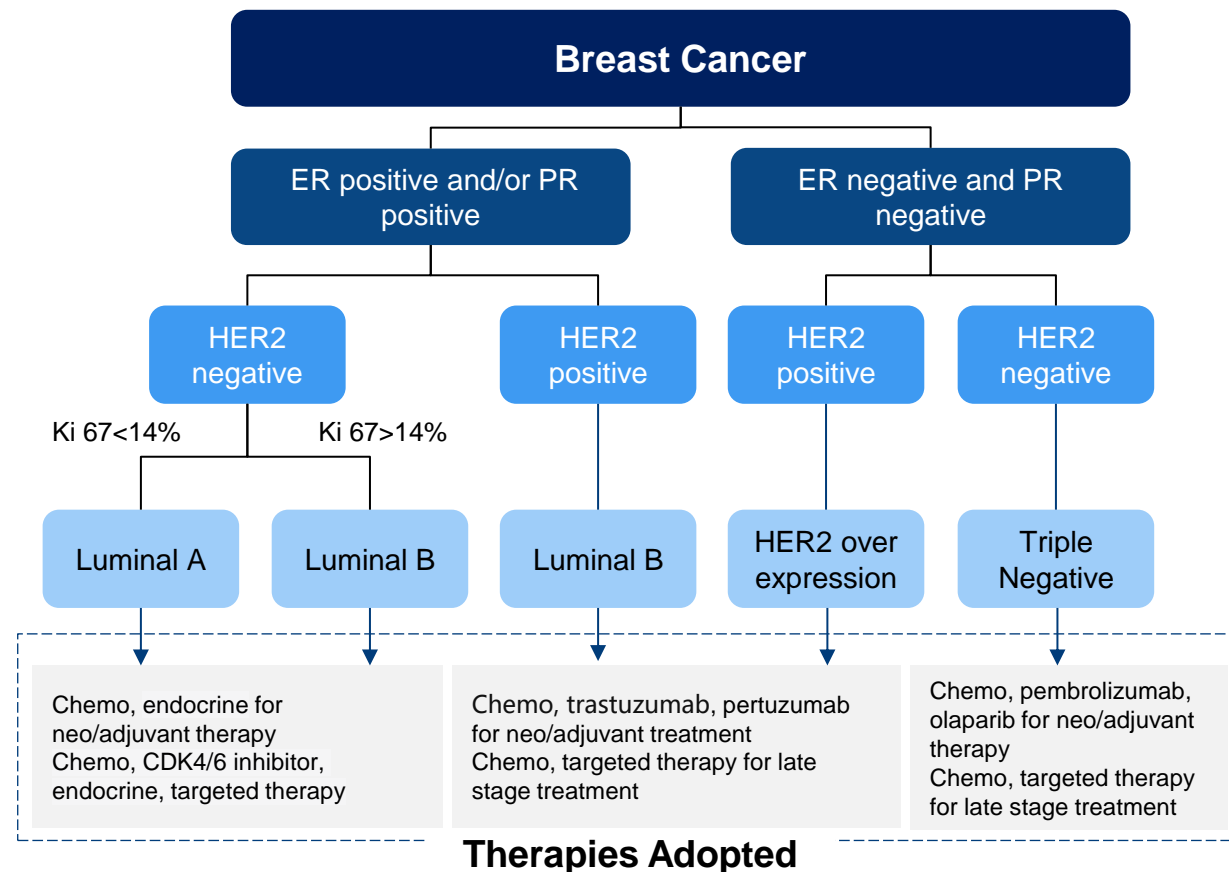 Breast Cancer
ER positive and/or PR
positive
ER negative and PR
negative
HER2
negative
HER2
positive
HER2
positive
HER2
negative
Ki 67<14%
Ki 67>14%
Luminal A
Luminal B
Luminal B
HER2 over
expression
Triple
Negative
Chemo, endocrine for
neo/adjuvant therapy
Chemo, CDK4/6 inhibitor,
endocrine, targeted therapy
Chemo, trastuzumab, pertuzumab
for neo/adjuvant treatment
Chemo, targeted therapy for late
stage treatment
Chemo, pembrolizumab,
olaparib for neo/adjuvant
therapy
Chemo, targeted therapy
for late stage treatment
Therapies Adopted